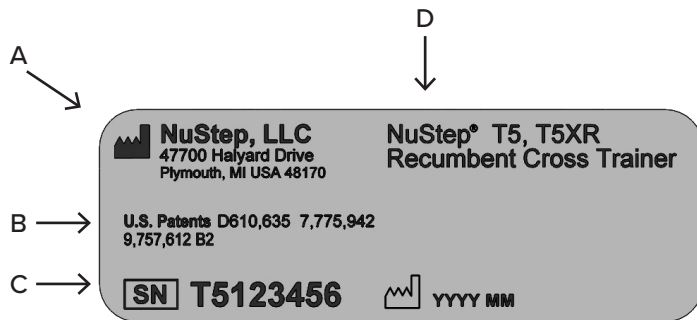 A
D
NuStep, LLC
47700 Halyard Drive
Plymouth, MI USA 48170
NuStep® T5, T5XR
Recumbent Cross Trainer
B
U.S. Patents D610,635 7,775,942
9,757,612 B2
C
SN T5123456
YYYY MM